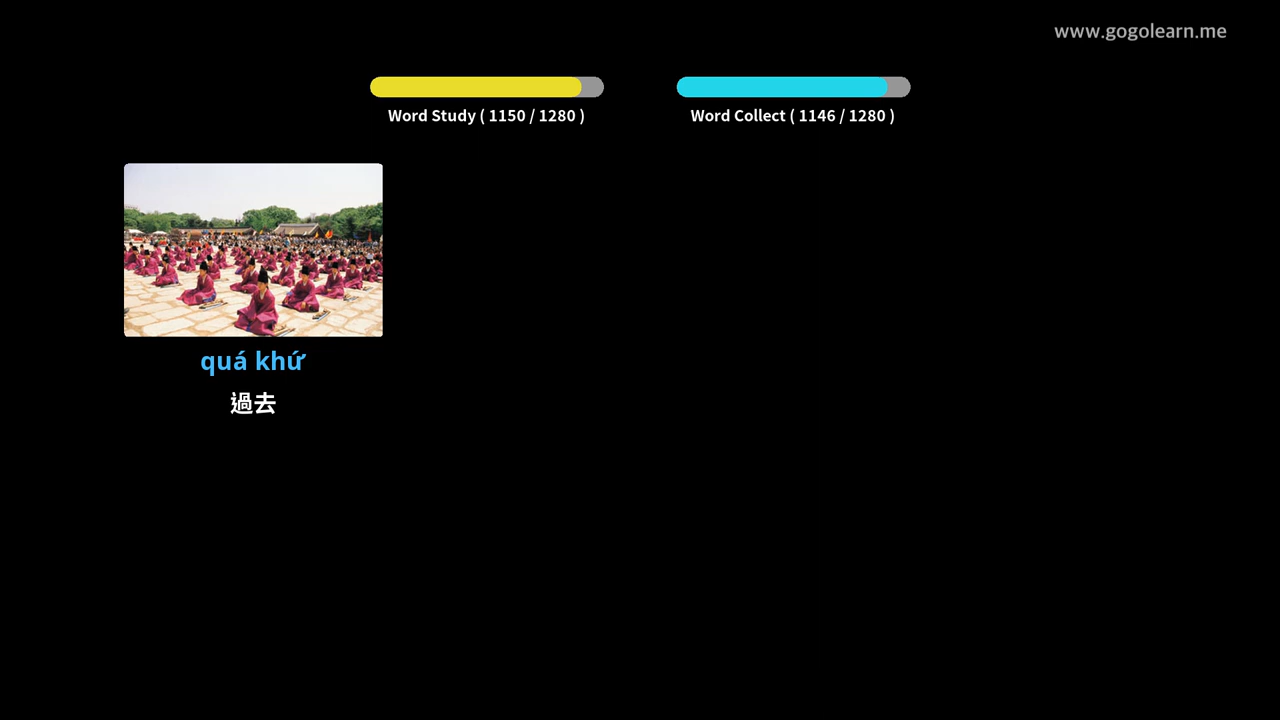 www.gogolearn.me
Word Study ( 1150 / 1280 )
Word Collect ( 1146 / 1280 )
quá khứ
過去